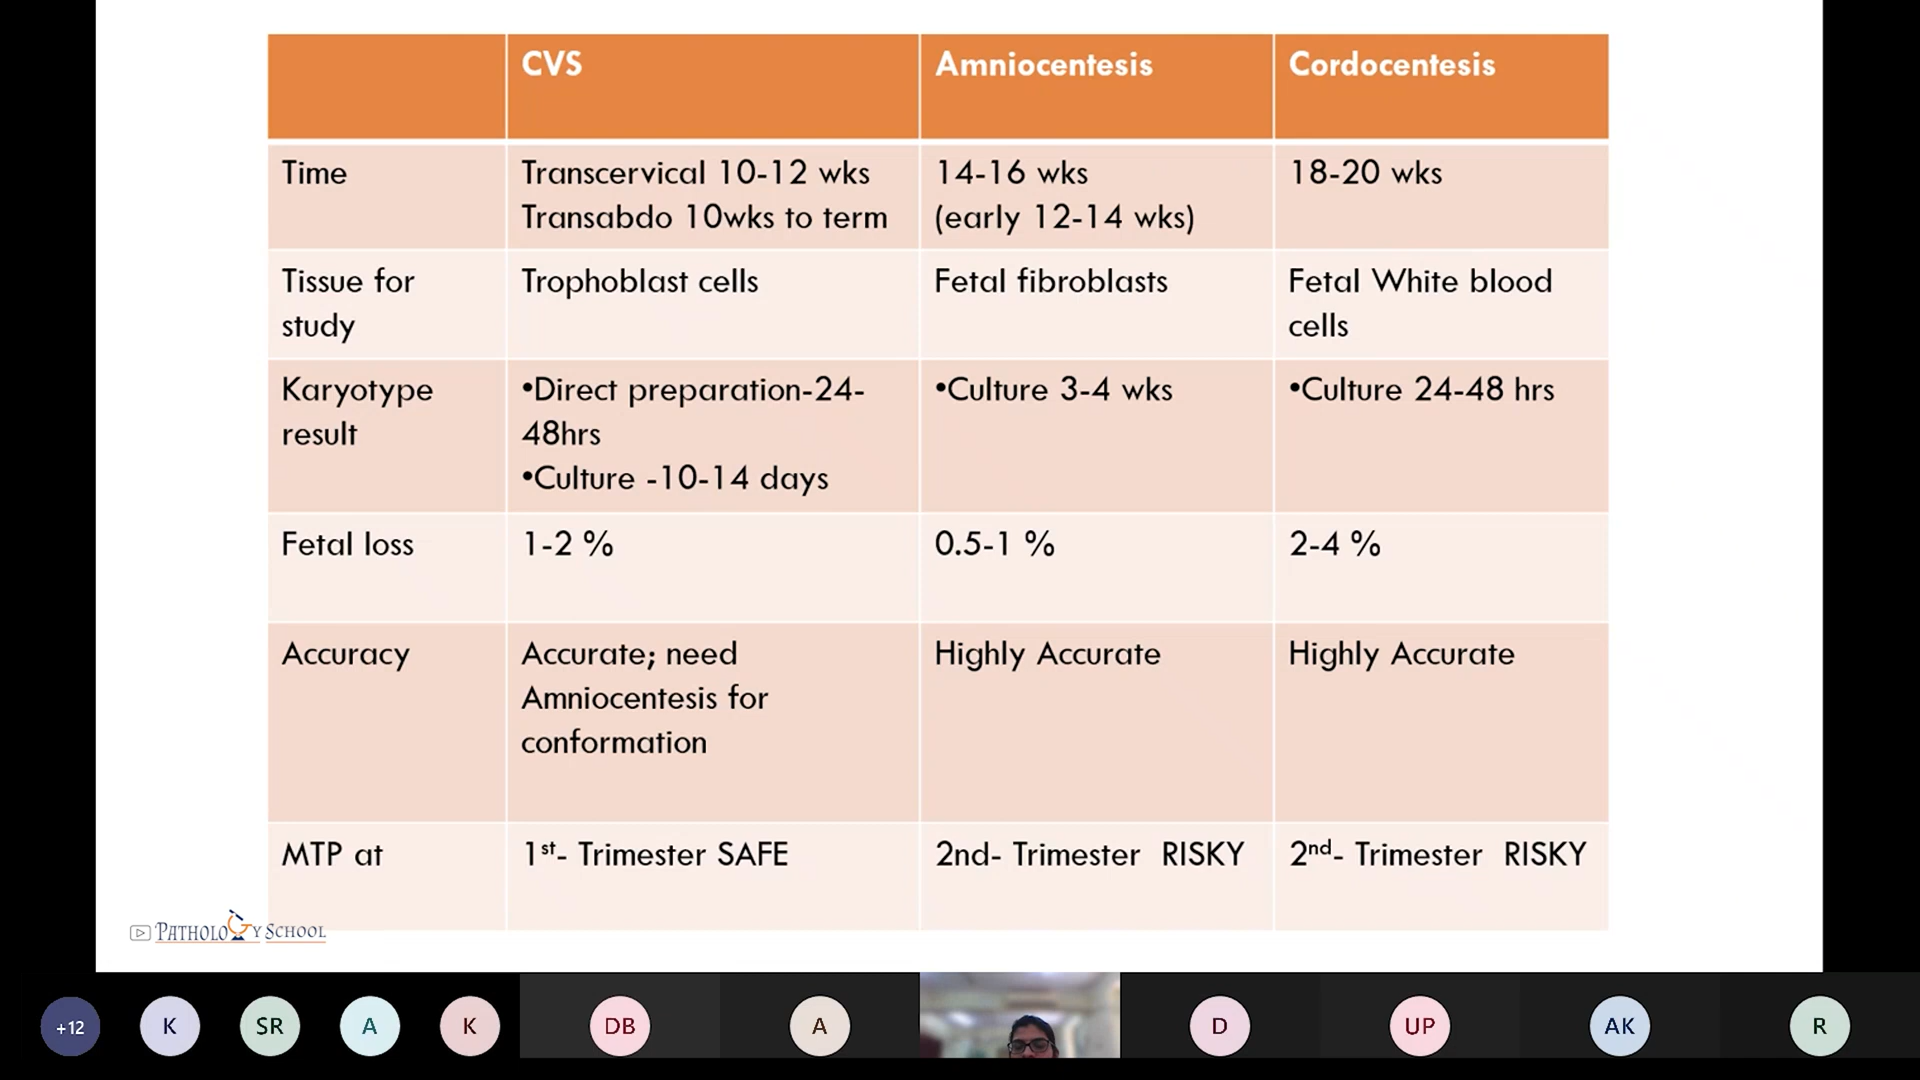 CVS
Amniocentesis
Cordocentesis
Time
Transcervical 10-12 wks
Transabdo 10wks to term
14-16 wks
(early 12-14 wks)
18-20 wks
Tissue for
study
Trophoblast cells
Fetal fibroblasts
Fetal White blood
cells
Karyotype
result
•Direct preparation-24-
48hrs
•Culture -10-14 days
•Culture 3-4 wks
•Culture 24-48 hrs
Fetal loss
1-2 %
0.5-1 %
2-4 %
Accuracy
Accurate; need
Amniocentesis for
conformation
Highly Accurate
Highly Accurate
MTP at
1st- Trimester SAFE
2nd- Trimester RISKY
2nd- Trimester RISKY
PATHOLOGY SCHOOL
+12
K
SR
A
K
DB
A
D
UP
AK
R